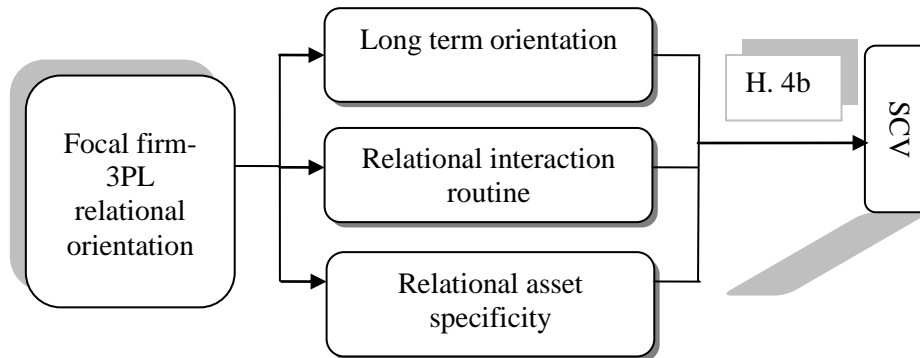 Focal firm-
3PL
relational
orientation
Long term orientation
Relational interaction
routine
Relational asset
specificity
H. 4b
SCV